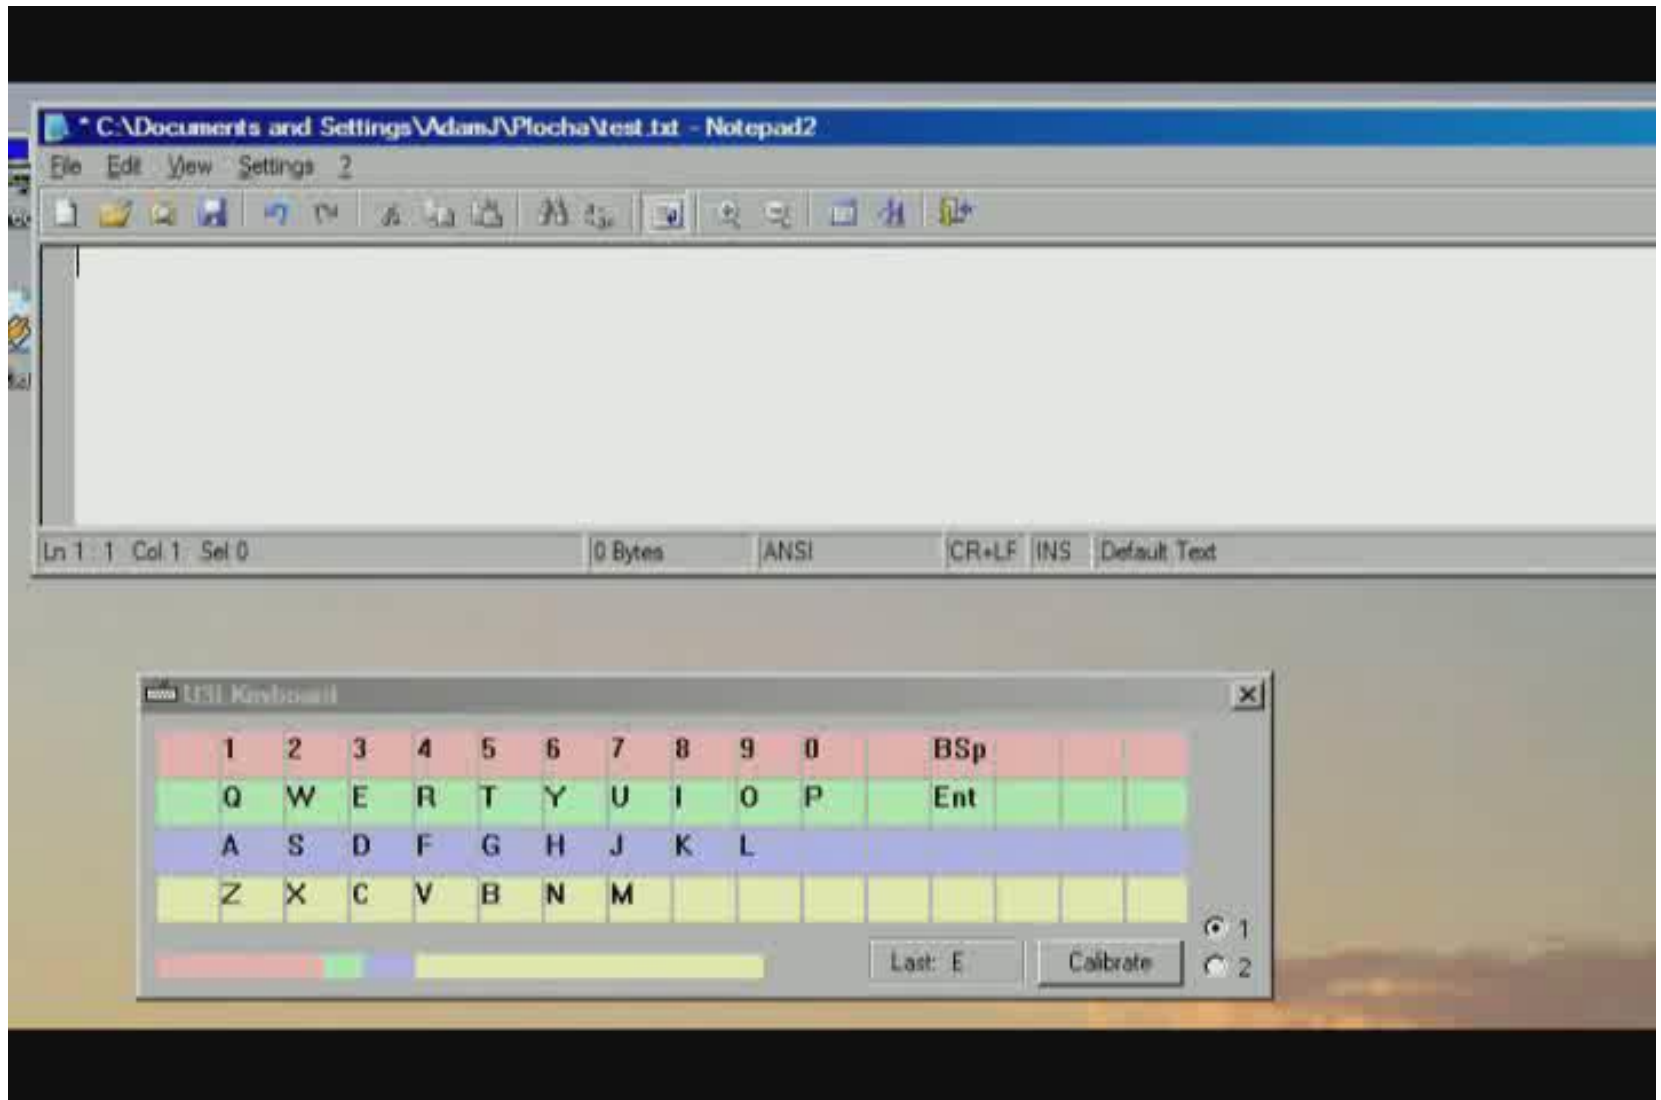 * C:\Documents and Settings\AdamJ\Plocha\test.txt - Notepad2
File Edit View Settings ?
Ln 1 : 1 Col 1 Sel 0 0 Bytes ANSI CR+LF INS Default Text
Keyboard
1 2 3 4 5 6 7 8 9 0 BSp
Q W E R T Y U I O P Ent
A S D F G H J K L
Z X C V B N M
1
Last: E Calibrate
2